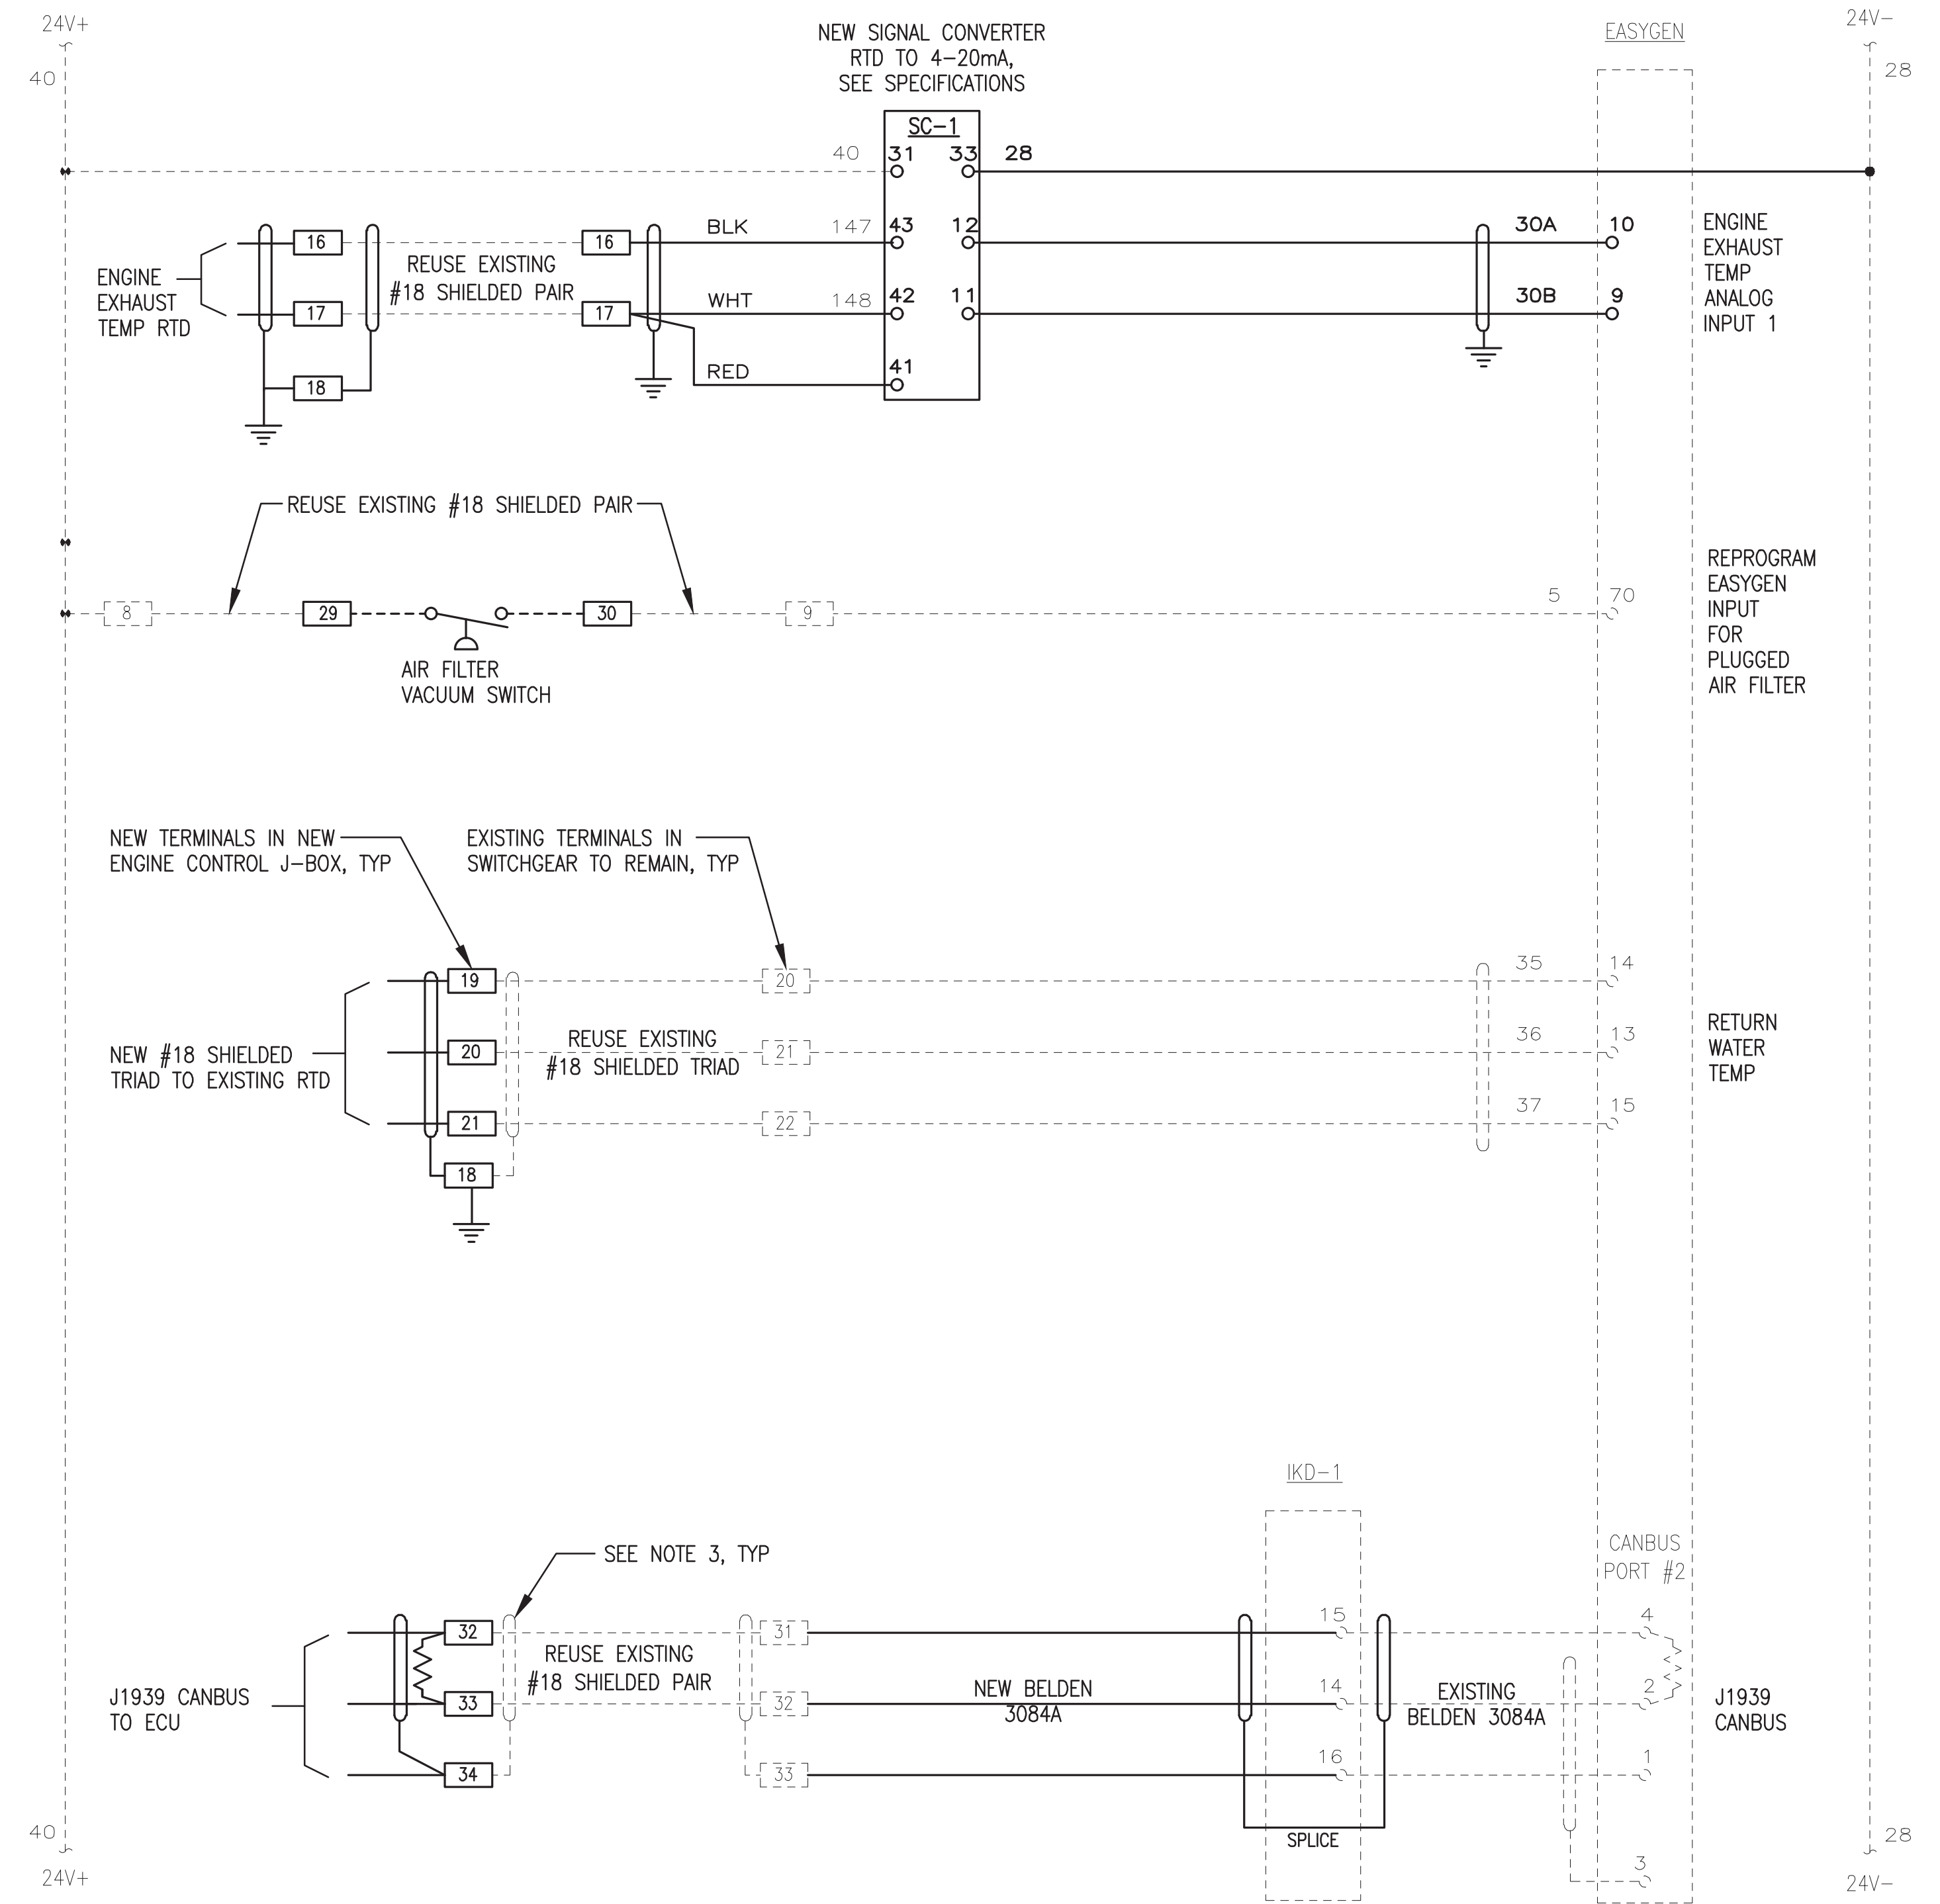 24V+
40
NEW SIGNAL CONVERTER
RTD TO 4-20mA,
SEE SPECIFICATIONS
EASYGEN
24V-
28
SC-1
40
31
33
28
ENGINE
EXHAUST
TEMP RTD
16
17
18
REUSE EXISTING
#18 SHIELDED PAIR
16
17
BLK
147
43
12
WHT
148
42
11
RED
41
30A
10
30B
9
ENGINE
EXHAUST
TEMP
ANALOG
INPUT 1
REUSE EXISTING #18 SHIELDED PAIR
8
29
30
9
5
70
AIR FILTER
VACUUM SWITCH
REPROGRAM
EASYGEN
INPUT
FOR
PLUGGED
AIR FILTER
NEW TERMINALS IN NEW
ENGINE CONTROL J-BOX, TYP
EXISTING TERMINALS IN
SWITCHGEAR TO REMAIN, TYP
19
20
35
14
NEW #18 SHIELDED
TRIAD TO EXISTING RTD
20
REUSE EXISTING
#18 SHIELDED TRIAD
21
36
13
21
22
37
15
18
RETURN
WATER
TEMP
IKD-1
CANBUS
PORT #2
SEE NOTE 3, TYP
32
31
15
4
REUSE EXISTING
#18 SHIELDED PAIR
J1939 CANBUS
TO ECU
33
32
NEW BELDEN
3084A
14
EXISTING
BELDEN 3084A
2
J1939
CANBUS
34
33
16
1
SPLICE
3
40
24V+
28
24V-